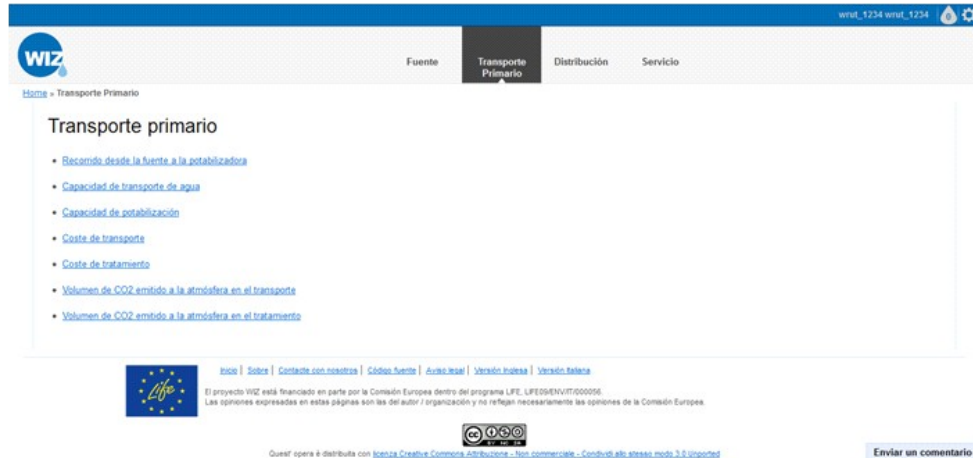 wrut_1234 wrut_1234
0
WIZ
Fuente
Transporte
Primario
Distribución
Servicio
Home » Transporte Primario
Transporte primario
Recorrido desde la fuente a la potabilizadora
Capacidad de transporte de agua
Capacidad de potabilización
Coste de transporte
Coste de tratamiento
Volumen de CO2 emitido a la atmósfera en el transporte
Volumen de CO2 emitido a la atmósfera en el tratamiento
Inicio | Sobre | Contacte con nosotros | Código fuente | Aviso legal | Versión Inglesa | Versión Italiana
Life
El proyecto WIZ está financiado en parte por la Comisión Europea dentro del programa LIFE, LIFE09/ENV/IT/000056.
Las opiniones expresadas en estas páginas son las del autor / organización y no reflejan necesariamente las opiniones de la Comisión Europea.
cc
BY NC SA
Quest' opera è distribuita con licenza Creative Commons Attribuzione - Non commerciale - Condividi allo stesso modo 3.0 Unported
Enviar un comentario